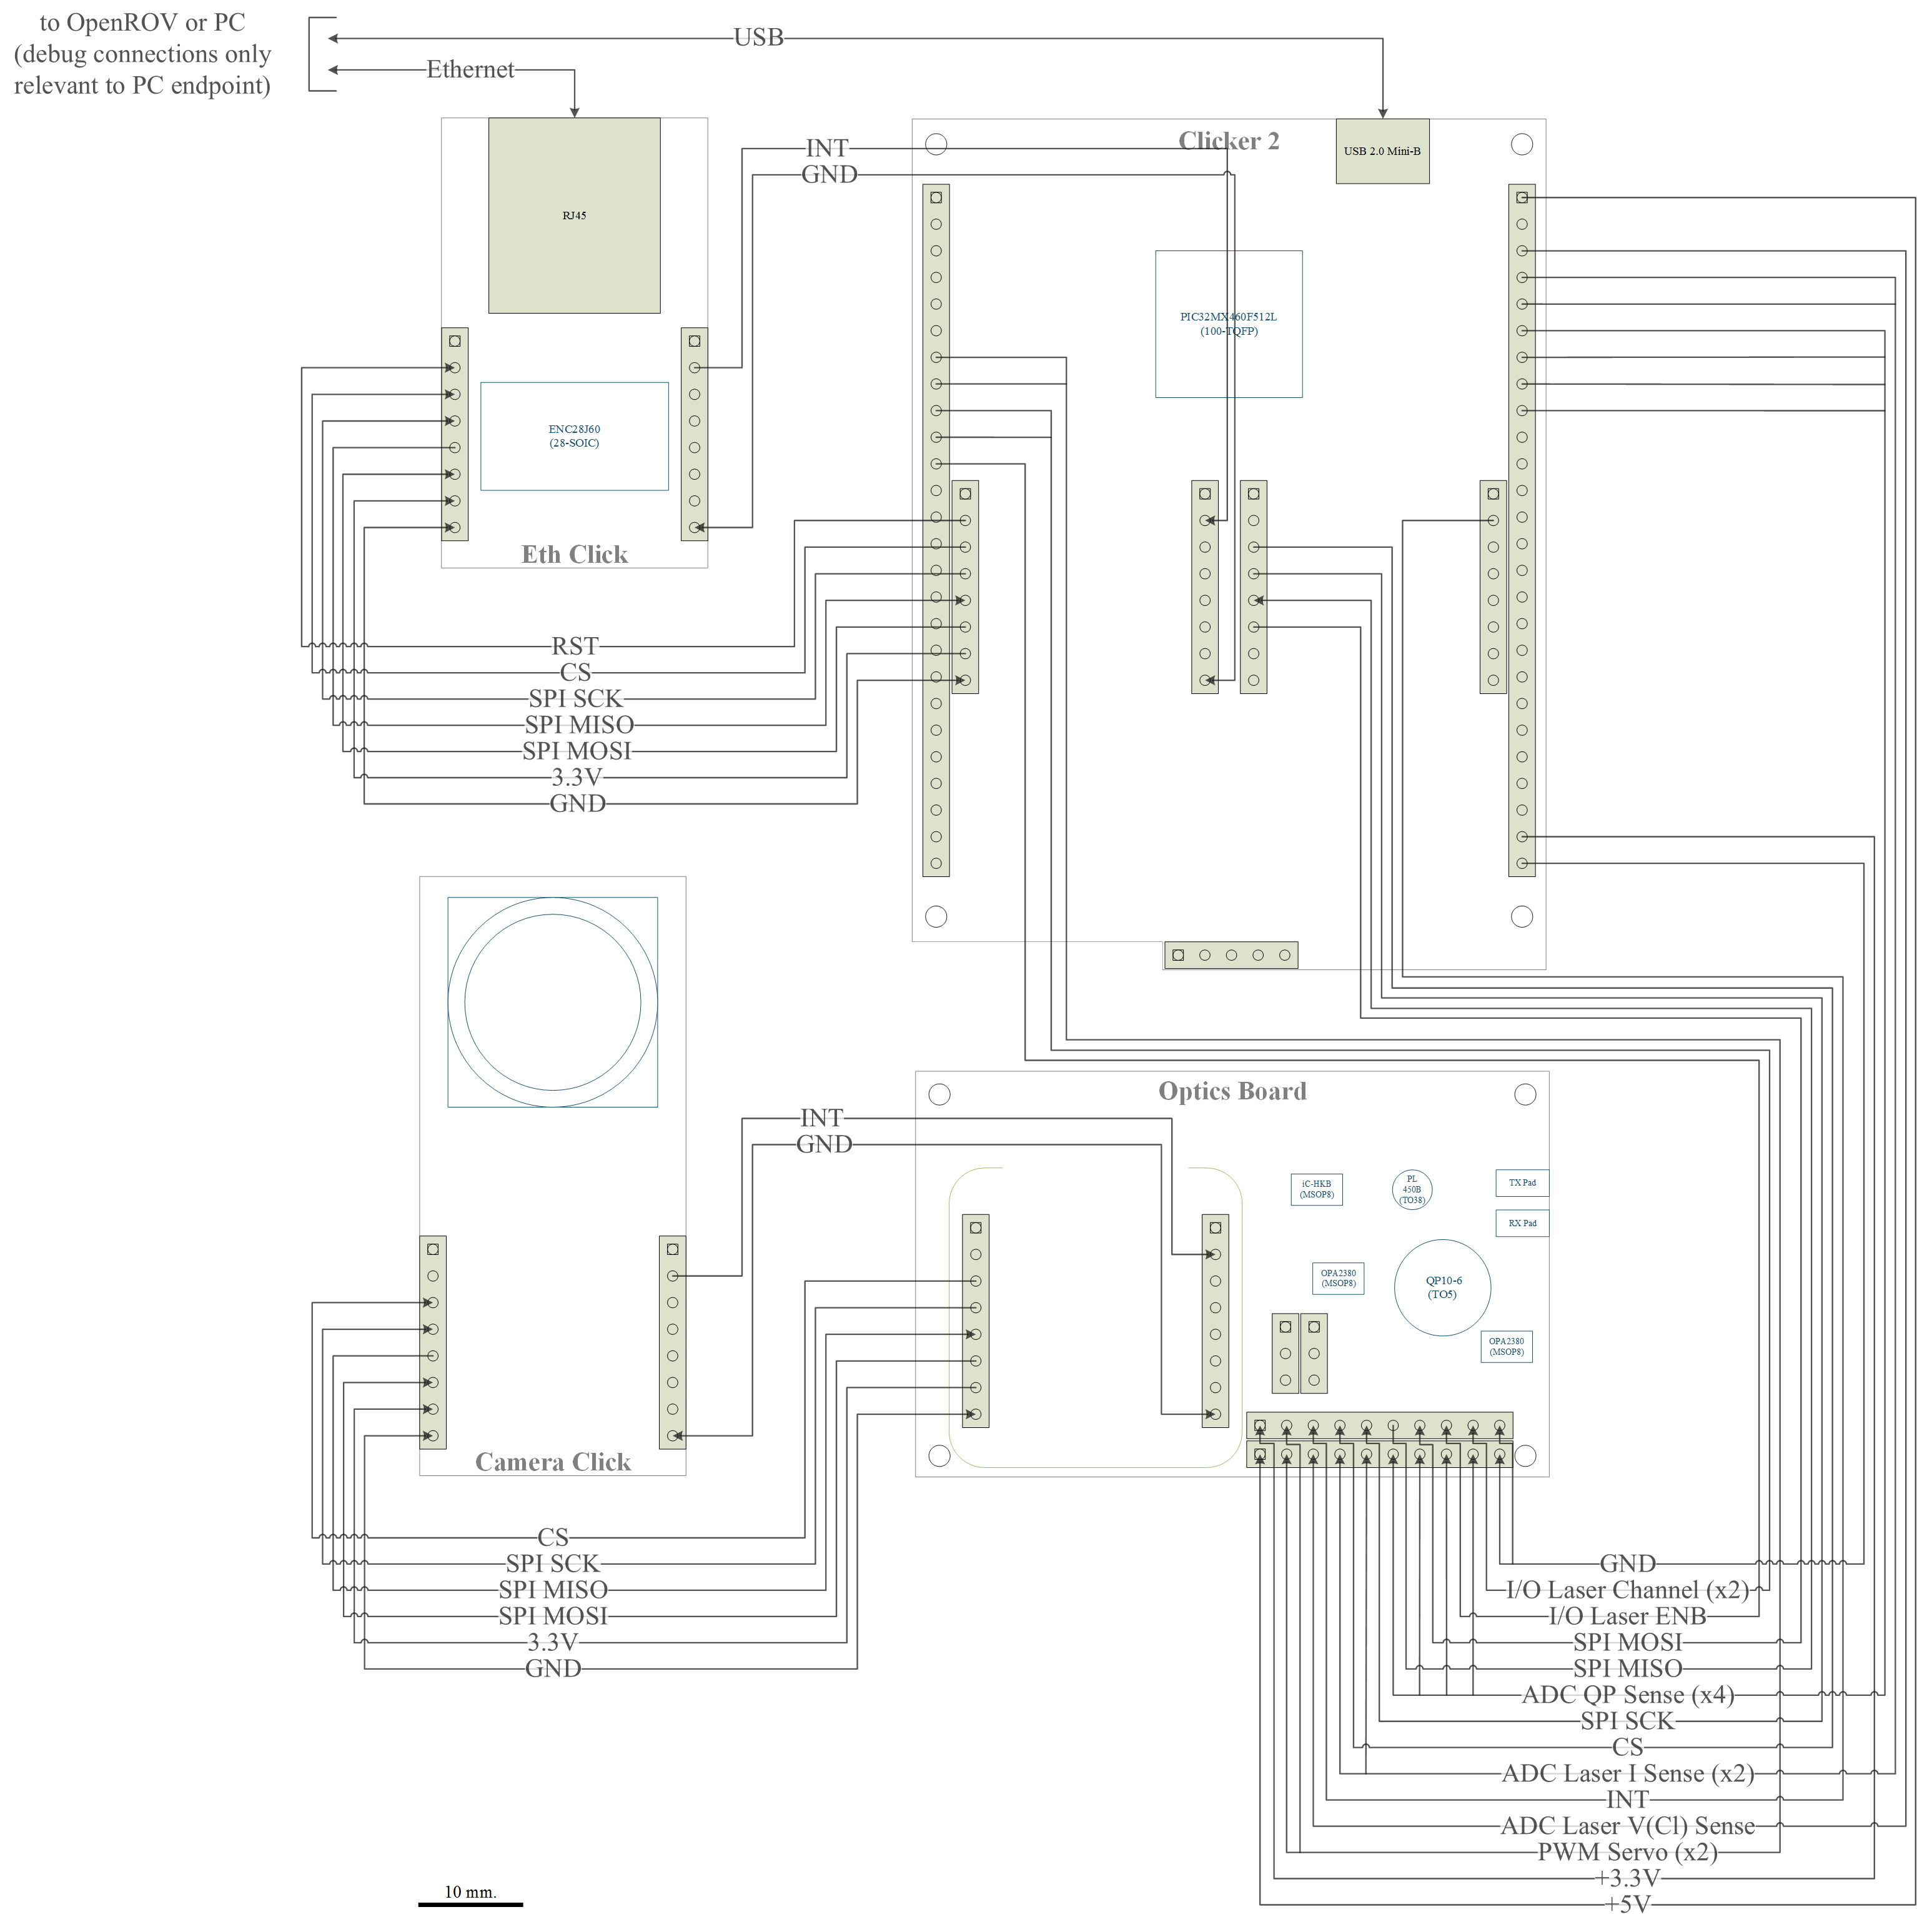 to OpenROV or PC
(debug connections only
relevant to PC endpoint)
USB
Ethernet
RJ45
ENC28J60
(28-SOIC)
Eth Click
INT
GND
Clicker 2
USB 2.0 Mini-B
PIC32MX460F512L
(100-TQFP)
RST
CS
SPI SCK
SPI MISO
SPI MOSI
3.3V
GND
Camera Click
INT
GND
Optics Board
iC-HKB
(MSOP8)
PL
450B
(TO38)
TX Pad
RX Pad
OPA2380
(MSOP8)
QP10-6
(TO5)
OPA2380
(MSOP8)
CS
SPI SCK
SPI MISO
SPI MOSI
3.3V
GND
GND
I/O Laser Channel (x2)
I/O Laser ENB
SPI MOSI
SPI MISO
ADC QP Sense (x4)
SPI SCK
CS
ADC Laser I Sense (x2)
INT
ADC Laser V(Cl) Sense
PWM Servo (x2)
+3.3V
+5V
10 mm.